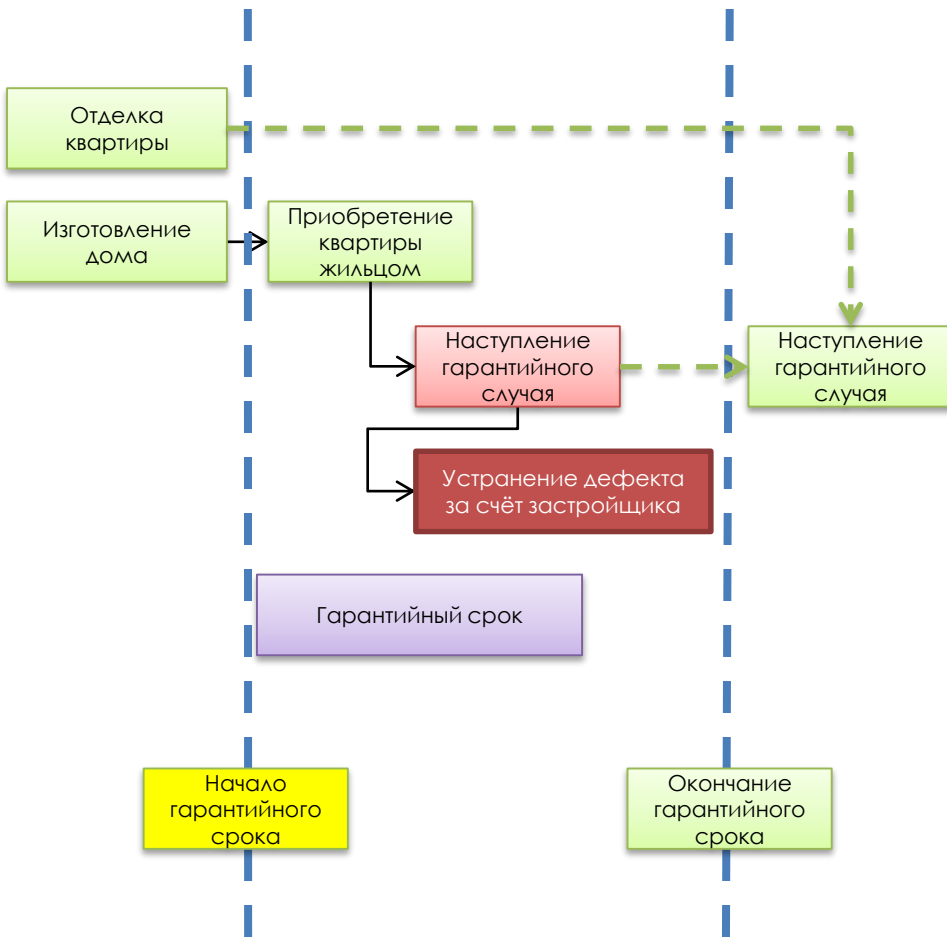 Отделка
квартиры
Изготовление
дома
Приобретение
квартиры
жильцом
Наступление
гарантийного
случая
Наступление
гарантийного
случая
Устранение дефекта
за счёт застройщика
Гарантийный срок
Начало
гарантийного
срока
Окончание
гарантийного
срока